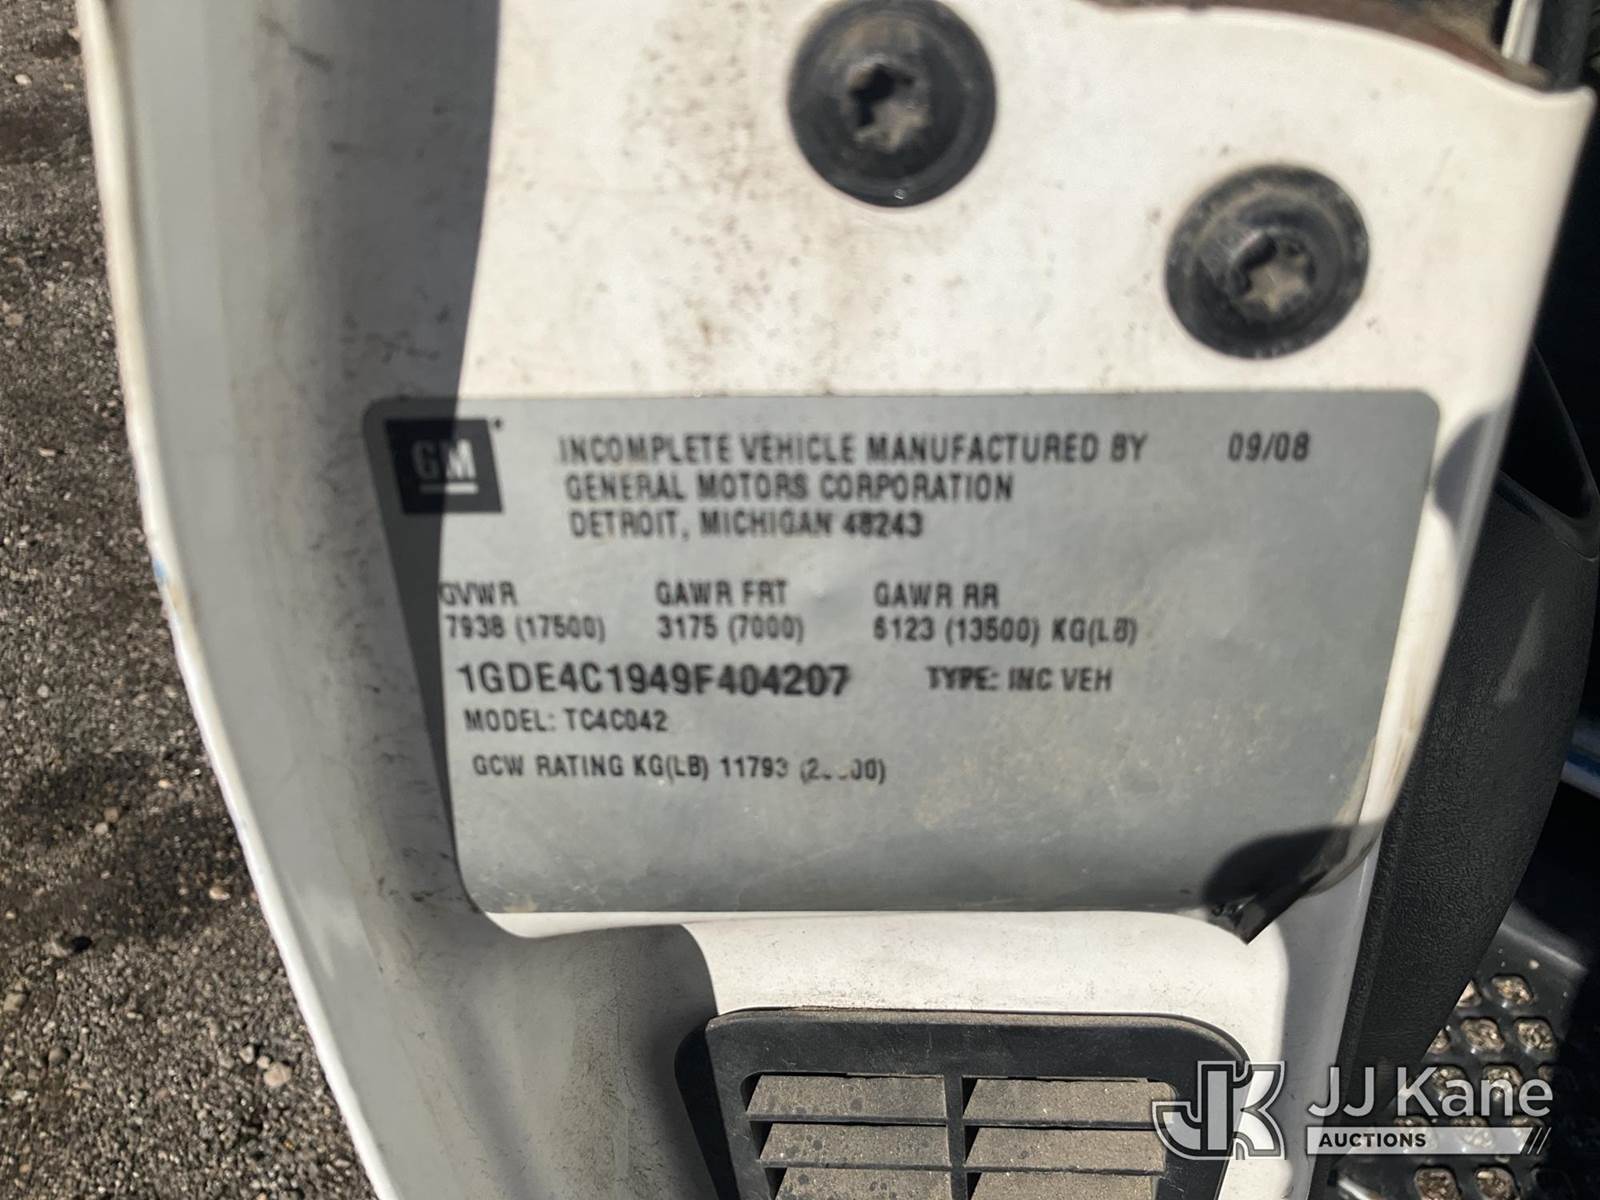 GM
INCOMPLETE VEHICLE MANUFACTURED BY 09/08
GENERAL MOTORS CORPORATION
DETROIT, MICHIGAN 48243
GVWR GAWR FRT GAWR RR
7938 (17500) 3175 (7000) 6123 (13500) KG(LB)
1GDE4C1949F404207 TYPE: INC VEH
MODEL: TC4C042
GCW RATING KG(LB) 11793
JK JJ Kane
AUCTIONS